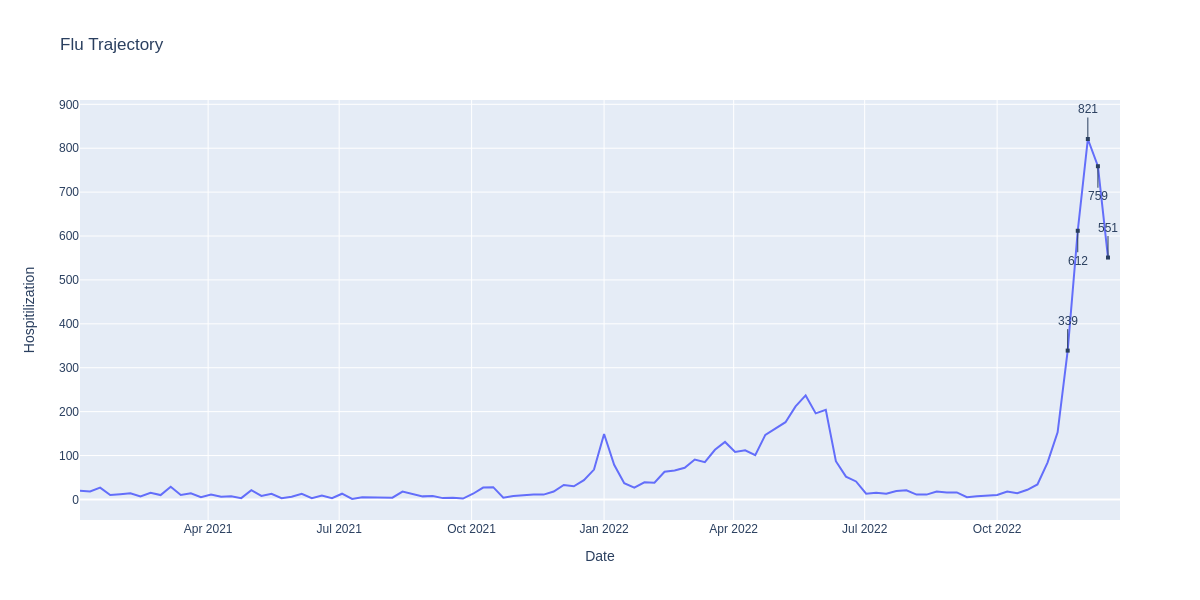 Flu Trajectory
900
800
700
600
500
400
300
200
100
0
821
759
551
612
339
Hospitilization
Apr 2021
Jul 2021
Oct 2021
Jan 2022
Apr 2022
Jul 2022
Oct 2022
Date